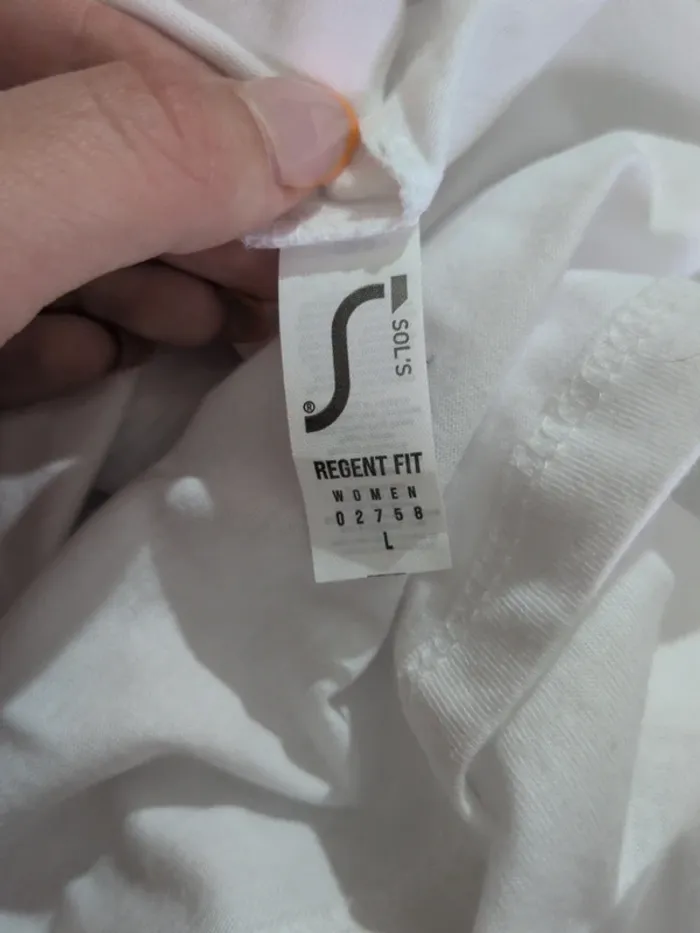 SOL'S
®
REGENT FIT
WOMEN
02758
L